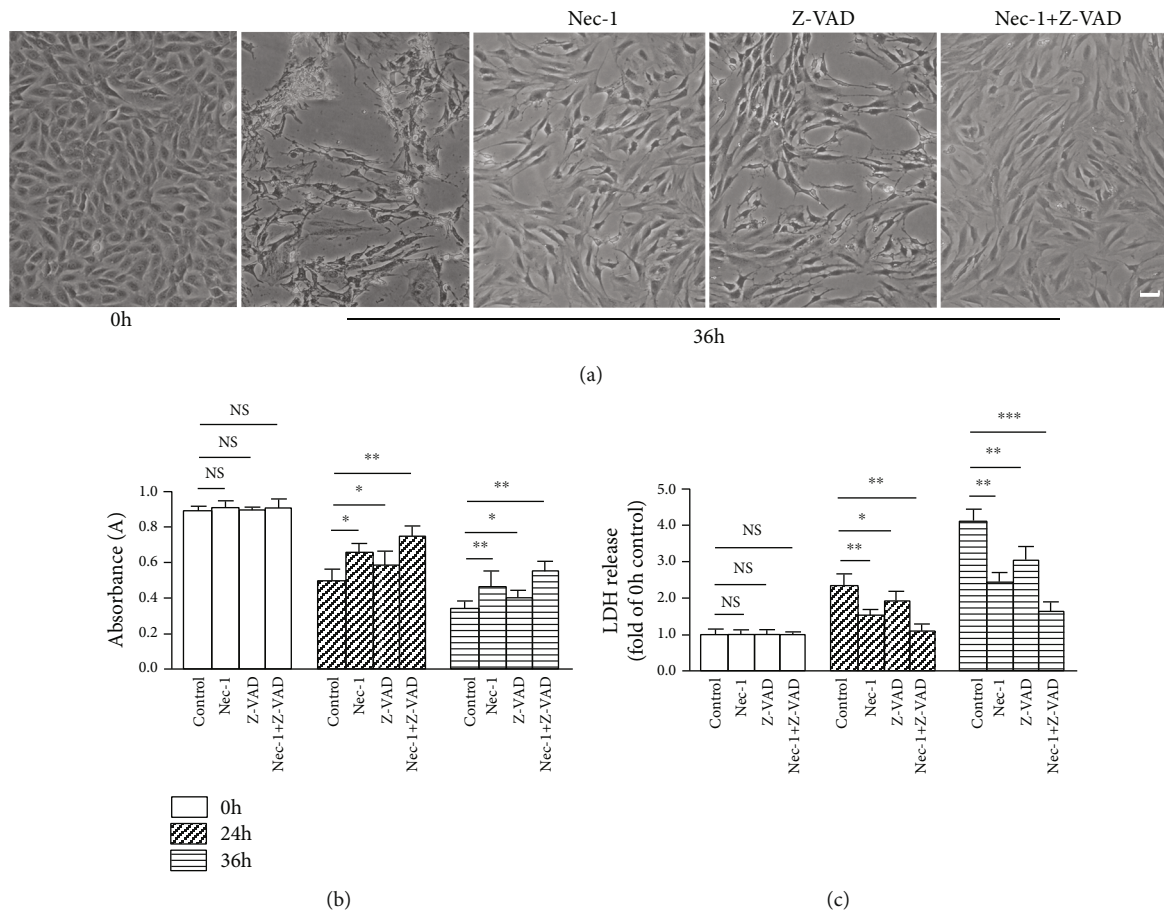 Nec-1 Z-VAD Nec-1+Z-VAD
0h
36h
(a)
NS
NS
NS
**
*
*
**
*
**
1.0
0.8
0.6
0.4
0.2
0.0
Absorbance (A)
Control
Nec-1
Z-VAD
Nec-1+Z-VAD
Control
Nec-1
Z-VAD
Nec-1+Z-VAD
Control
Nec-1
Z-VAD
Nec-1+Z-VAD
0h
24h
36h
(b)
NS
NS
NS
**
*
**
***
**
**
5.0
4.0
3.0
2.0
1.0
0.0
LDH release
(fold of 0h control)
Control
Nec-1
Z-VAD
Nec-1+Z-VAD
Control
Nec-1
Z-VAD
Nec-1+Z-VAD
Control
Nec-1
Z-VAD
Nec-1+Z-VAD
(c)